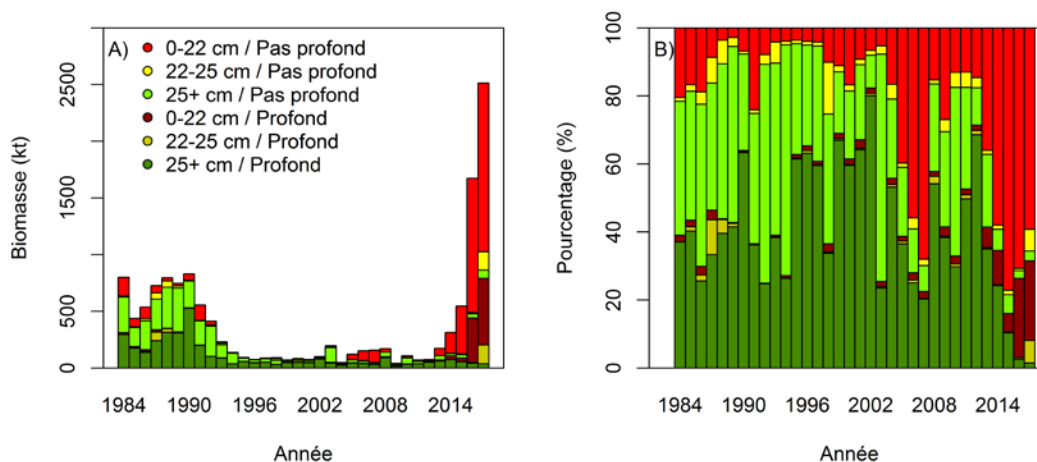 A)
0-22 cm / Pas profond
22-25 cm / Pas profond
25+ cm / Pas profond
0-22 cm / Profond
22-25 cm / Profond
25+ cm / Profond
Biomasse (kt)
2500
1500
500
0
1984 1990 1996 2002 2008 2014
Année
B)
Pourcentage (%)
100
80
60
40
20
0
1984 1990 1996 2002 2008 2014
Année